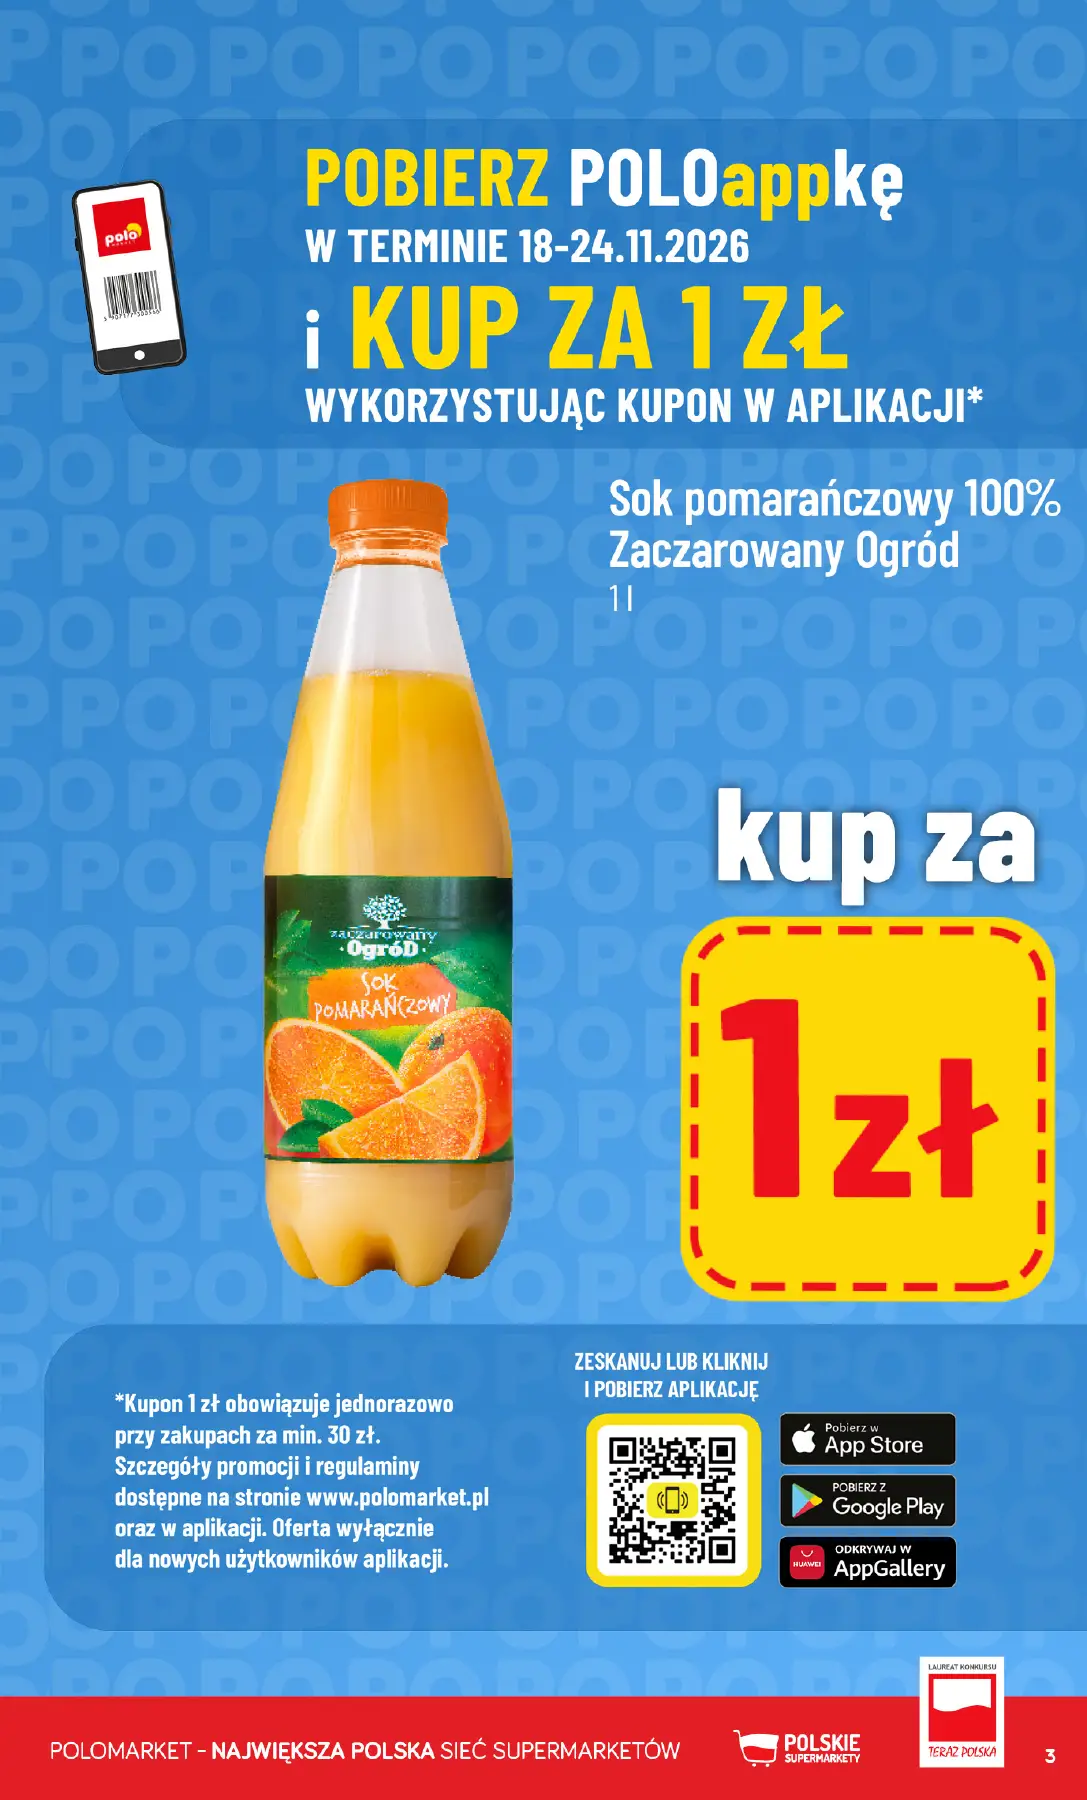 POBIERZ POLOappkę
W TERMINIE 18-24.11.2026
i KUP ZA 1 ZŁ
WYKORZYSTUJĄC KUPON W APLIKACJI*
polo
MARKET
Sok pomarańczowy 100%
Zaczarowany Ogród
1 l
zaczarowany
OgróD
SOK
POMARAŃCZOWY
kup za
1 zł
*Kupon 1 zł obowiązuje jednorazowo
przy zakupach za min. 30 zł.
Szczegóły promocji i regulaminy
dostępne na stronie www.polomarket.pl
oraz w aplikacji. Oferta wyłącznie
dla nowych użytkowników aplikacji.
ZESKANUJ LUB KLIKNIJ
I POBIERZ APLIKACJĘ
Pobierz w
App Store
POBIERZ Z
Google Play
HUAWEI
ODKRYWAJ W
AppGallery
POLOMARKET - NAJWIĘKSZA POLSKA SIEĆ SUPERMARKETÓW
POLSKIE
SUPERMARKETY
LAUREAT KONKURSU
TERAZ POLSKA
3